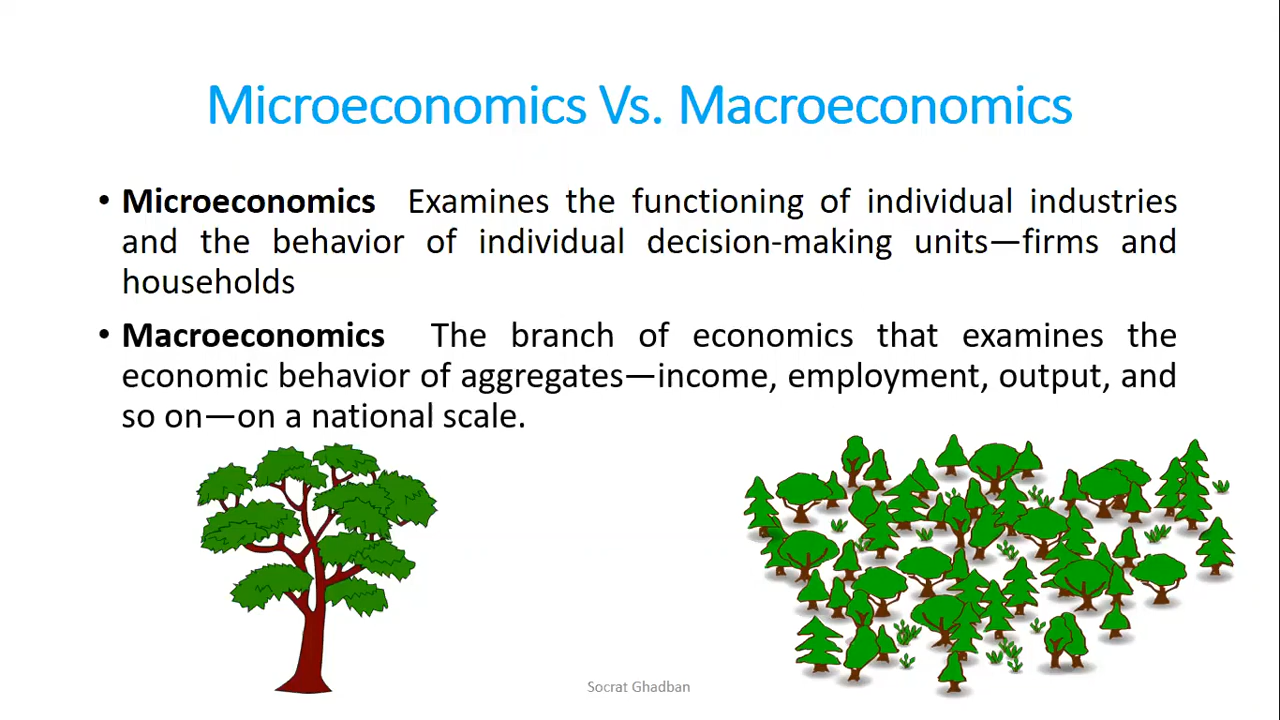 Microeconomics Vs. Macroeconomics
• Microeconomics Examines the functioning of individual industries
and the behavior of individual decision-making units—firms and
households
• Macroeconomics The branch of economics that examines the
economic behavior of aggregates—income, employment, output, and
so on—on a national scale.
Socrat Ghadban